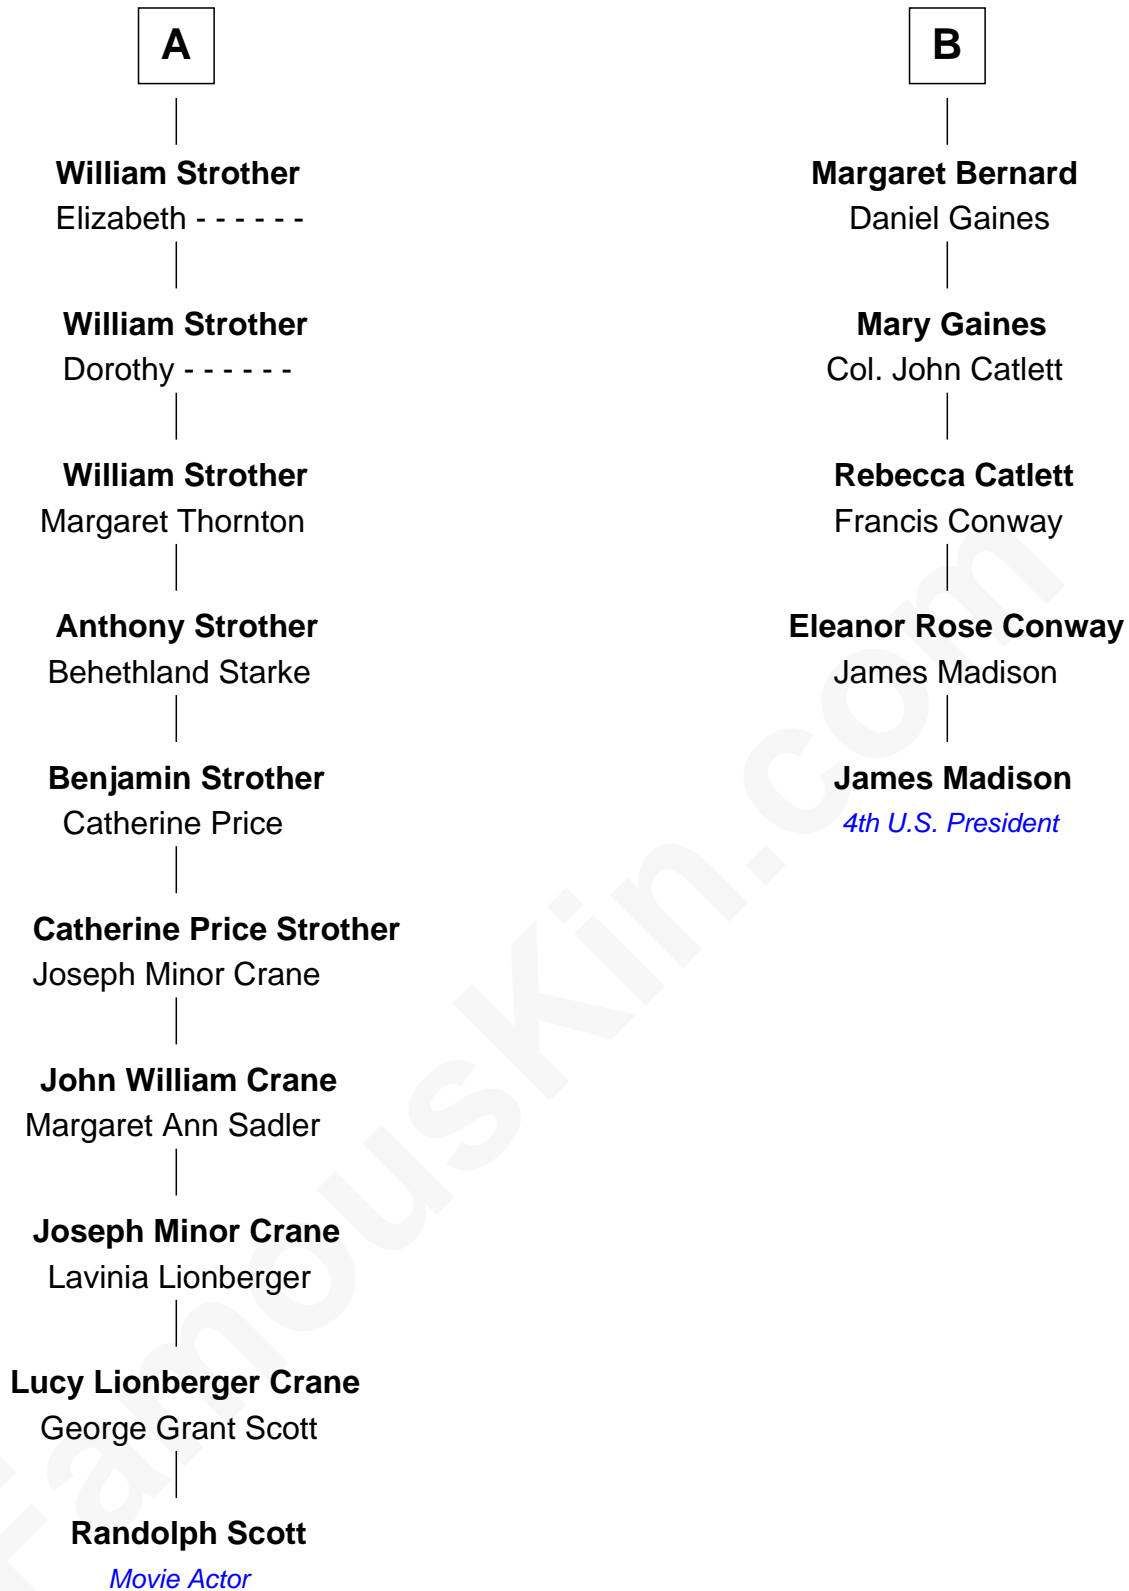 A
William Strother
Elizabeth - - - - - -
William Strother
Dorothy - - - - - -
William Strother
Margaret Thornton
Anthony Strother
Behethland Starke
Benjamin Strother
Catherine Price
Catherine Price Strother
Joseph Minor Crane
John William Crane
Margaret Ann Sadler
Joseph Minor Crane
Lavinia Lionberger
Lucy Lionberger Crane
George Grant Scott
Randolph Scott
Movie Actor
B
Margaret Bernard
Daniel Gaines
Mary Gaines
Col. John Catlett
Rebecca Catlett
Francis Conway
Eleanor Rose Conway
James Madison
James Madison
4th U.S. President
FamousKin.com